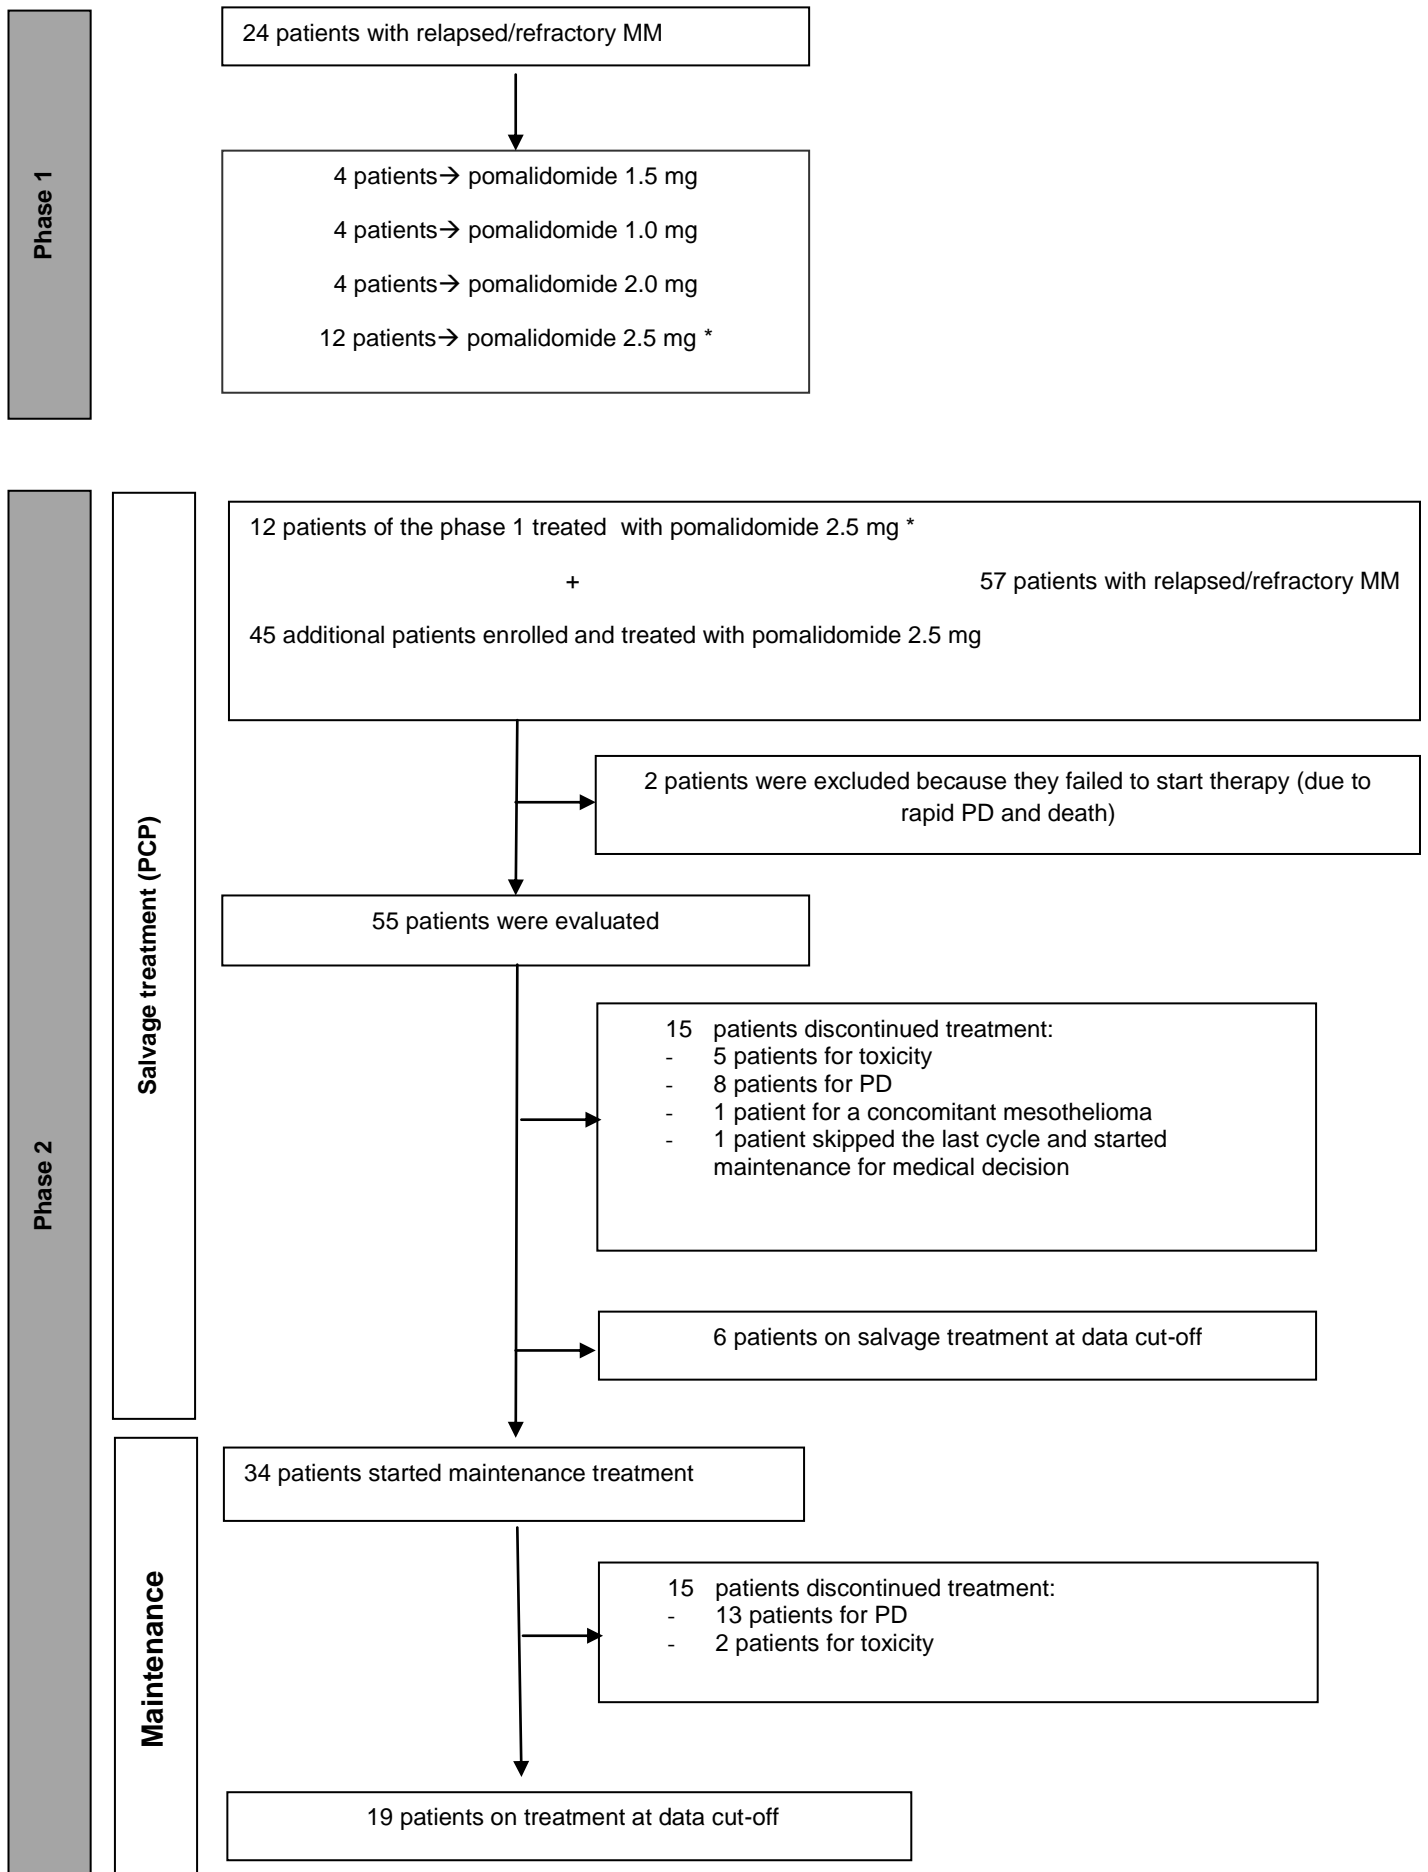 Phase 1
24 patients with relapsed/refractory MM
4 patients→ pomalidomide 1.5 mg
4 patients→ pomalidomide 1.0 mg
4 patients→ pomalidomide 2.0 mg
12 patients→ pomalidomide 2.5 mg *
Phase 2
Salvage treatment (PCP)
12 patients of the phase 1 treated with pomalidomide 2.5 mg *
+ 57 patients with relapsed/refractory MM
45 additional patients enrolled and treated with pomalidomide 2.5 mg
2 patients were excluded because they failed to start therapy (due to
rapid PD and death)
55 patients were evaluated
15 patients discontinued treatment:
- 5 patients for toxicity
- 8 patients for PD
- 1 patient for a concomitant mesothelioma
- 1 patient skipped the last cycle and started
maintenance for medical decision
6 patients on salvage treatment at data cut-off
Maintenance
34 patients started maintenance treatment
15 patients discontinued treatment:
- 13 patients for PD
- 2 patients for toxicity
19 patients on treatment at data cut-off